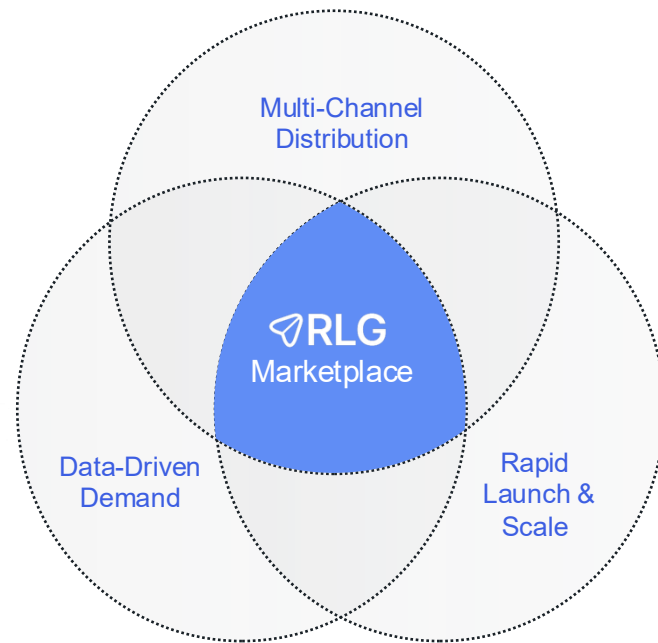 Multi-Channel
Distribution
RLG
Marketplace
Data-Driven
Demand
Rapid
Launch &
Scale